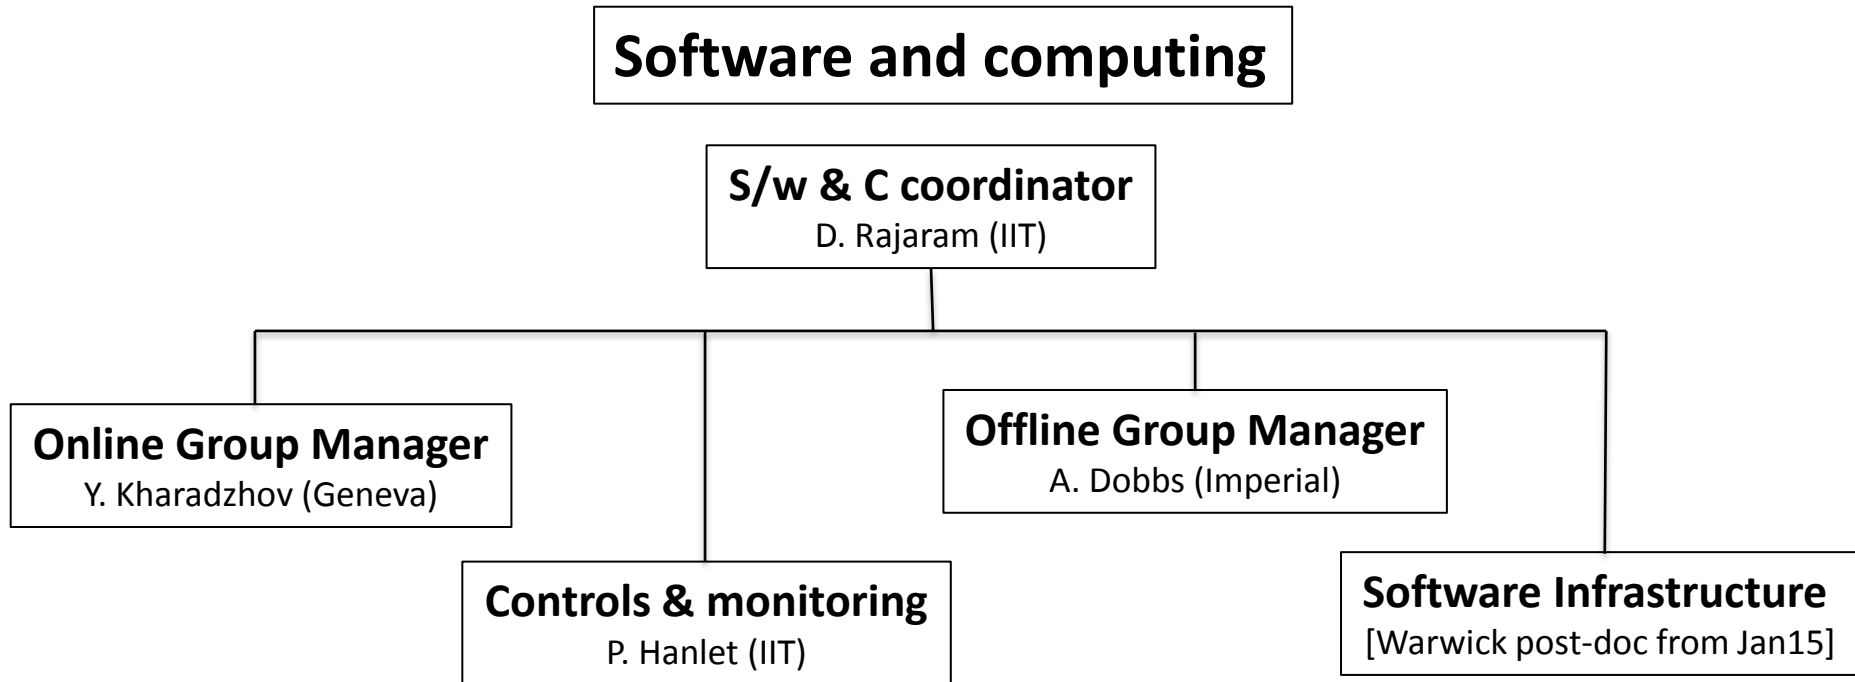 Software and computing
S/w & C coordinator
D. Rajaram (IIT)
Online Group Manager
Y. Kharadzhov (Geneva)
Offline Group Manager
A. Dobbs (Imperial)
Controls & monitoring
P. Hanlet (IIT)
Software Infrastructure
[Warwick post-doc from Jan15]